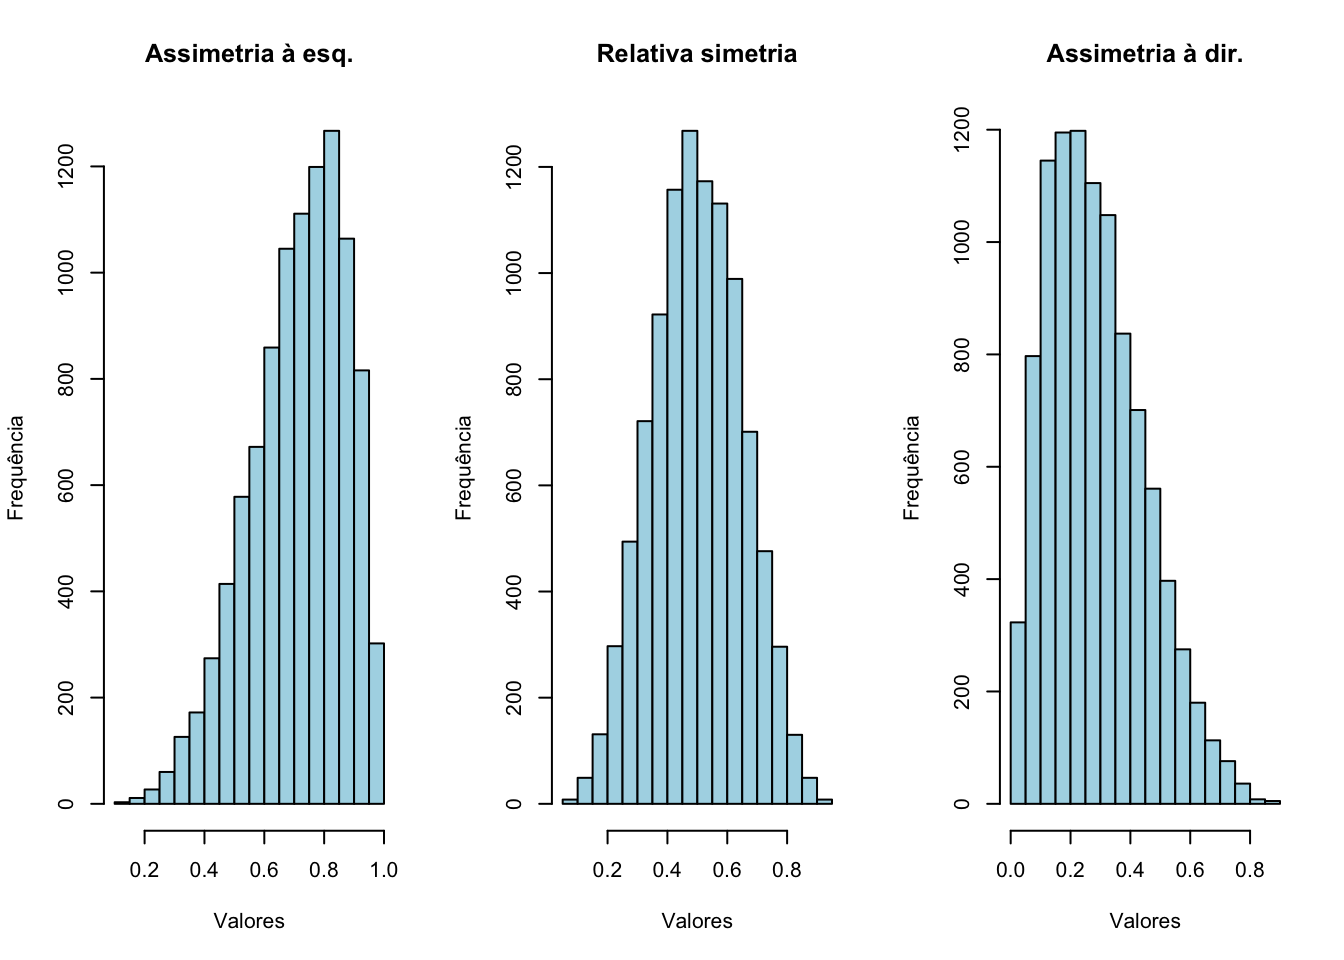 Assimetria à esq.
Frequência
0
200
400
600
800
1000
1200
0.2 0.4 0.6 0.8 1.0
Valores
Relativa simetria
Frequência
0
200
400
600
800
1000
1200
0.2 0.4 0.6 0.8
Valores
Assimetria à dir.
Frequência
0
200
400
600
800
1000
1200
0.0 0.2 0.4 0.6 0.8
Valores